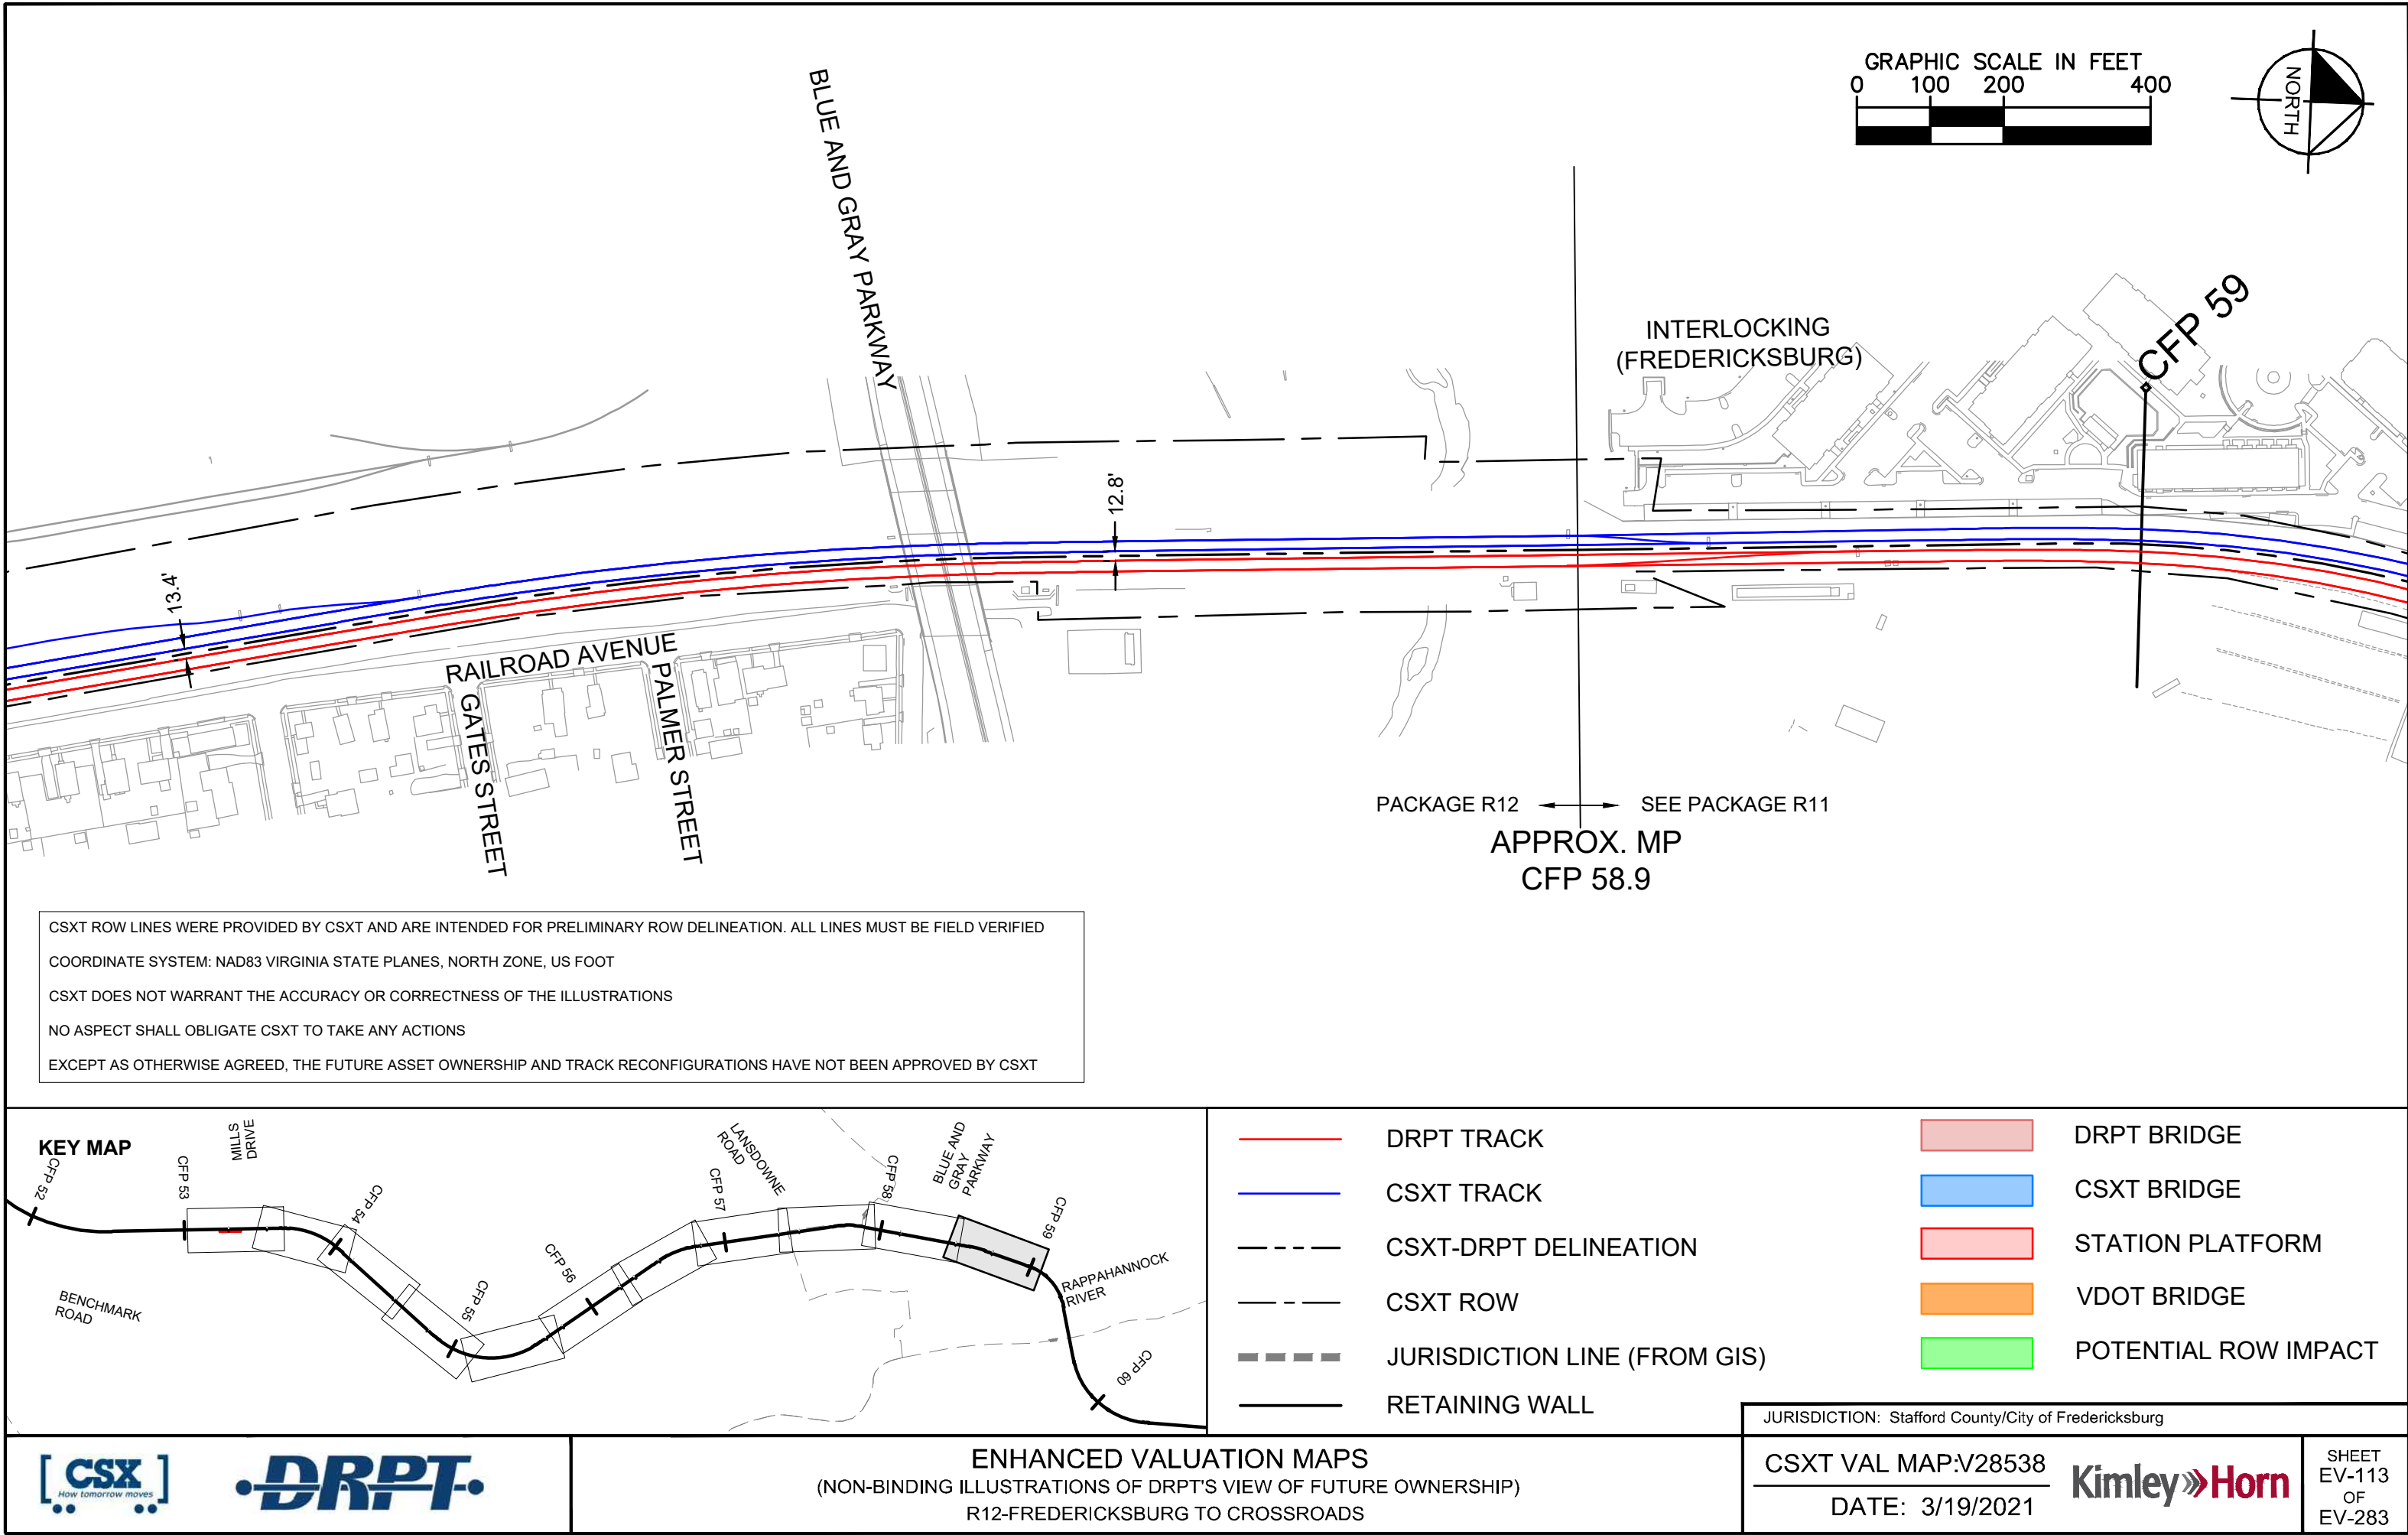 GRAPHIC SCALE IN FEET
0 100 200 400
NORTH
BLUE AND GRAY PARKWAY
INTERLOCKING
(FREDERICKSBURG)
CFP 59
12.8'
13.4'
RAILROAD AVENUE
GATES STREET
PALMER STREET
PACKAGE R12
SEE PACKAGE R11
APPROX. MP
CFP 58.9
CSXT ROW LINES WERE PROVIDED BY CSXT AND ARE INTENDED FOR PRELIMINARY ROW DELINEATION. ALL LINES MUST BE FIELD VERIFIED
COORDINATE SYSTEM: NAD83 VIRGINIA STATE PLANES, NORTH ZONE, US FOOT
CSXT DOES NOT WARRANT THE ACCURACY OR CORRECTNESS OF THE ILLUSTRATIONS
NO ASPECT SHALL OBLIGATE CSXT TO TAKE ANY ACTIONS
EXCEPT AS OTHERWISE AGREED, THE FUTURE ASSET OWNERSHIP AND TRACK RECONFIGURATIONS HAVE NOT BEEN APPROVED BY CSXT
KEY MAP
CFP 52
CFP 53
MILLS
DRIVE
CFP 54
BENCHMARK
ROAD
CFP 55
CFP 56
CFP 57
LANSDOWNE
ROAD
CFP 58
BLUE AND
GRAY
PARKWAY
CFP 59
RAPPAHANNOCK
RIVER
CFP 60
DRPT TRACK
CSXT TRACK
CSXT-DRPT DELINEATION
CSXT ROW
JURISDICTION LINE (FROM GIS)
RETAINING WALL
DRPT BRIDGE
CSXT BRIDGE
STATION PLATFORM
VDOT BRIDGE
POTENTIAL ROW IMPACT
JURISDICTION: Stafford County/City of Fredericksburg
CSX
How tomorrow moves
DRPT
ENHANCED VALUATION MAPS
(NON-BINDING ILLUSTRATIONS OF DRPT'S VIEW OF FUTURE OWNERSHIP)
R12-FREDERICKSBURG TO CROSSROADS
CSXT VAL MAP:V28538
DATE: 3/19/2021
Kimley»Horn
SHEET
EV-113
OF
EV-283